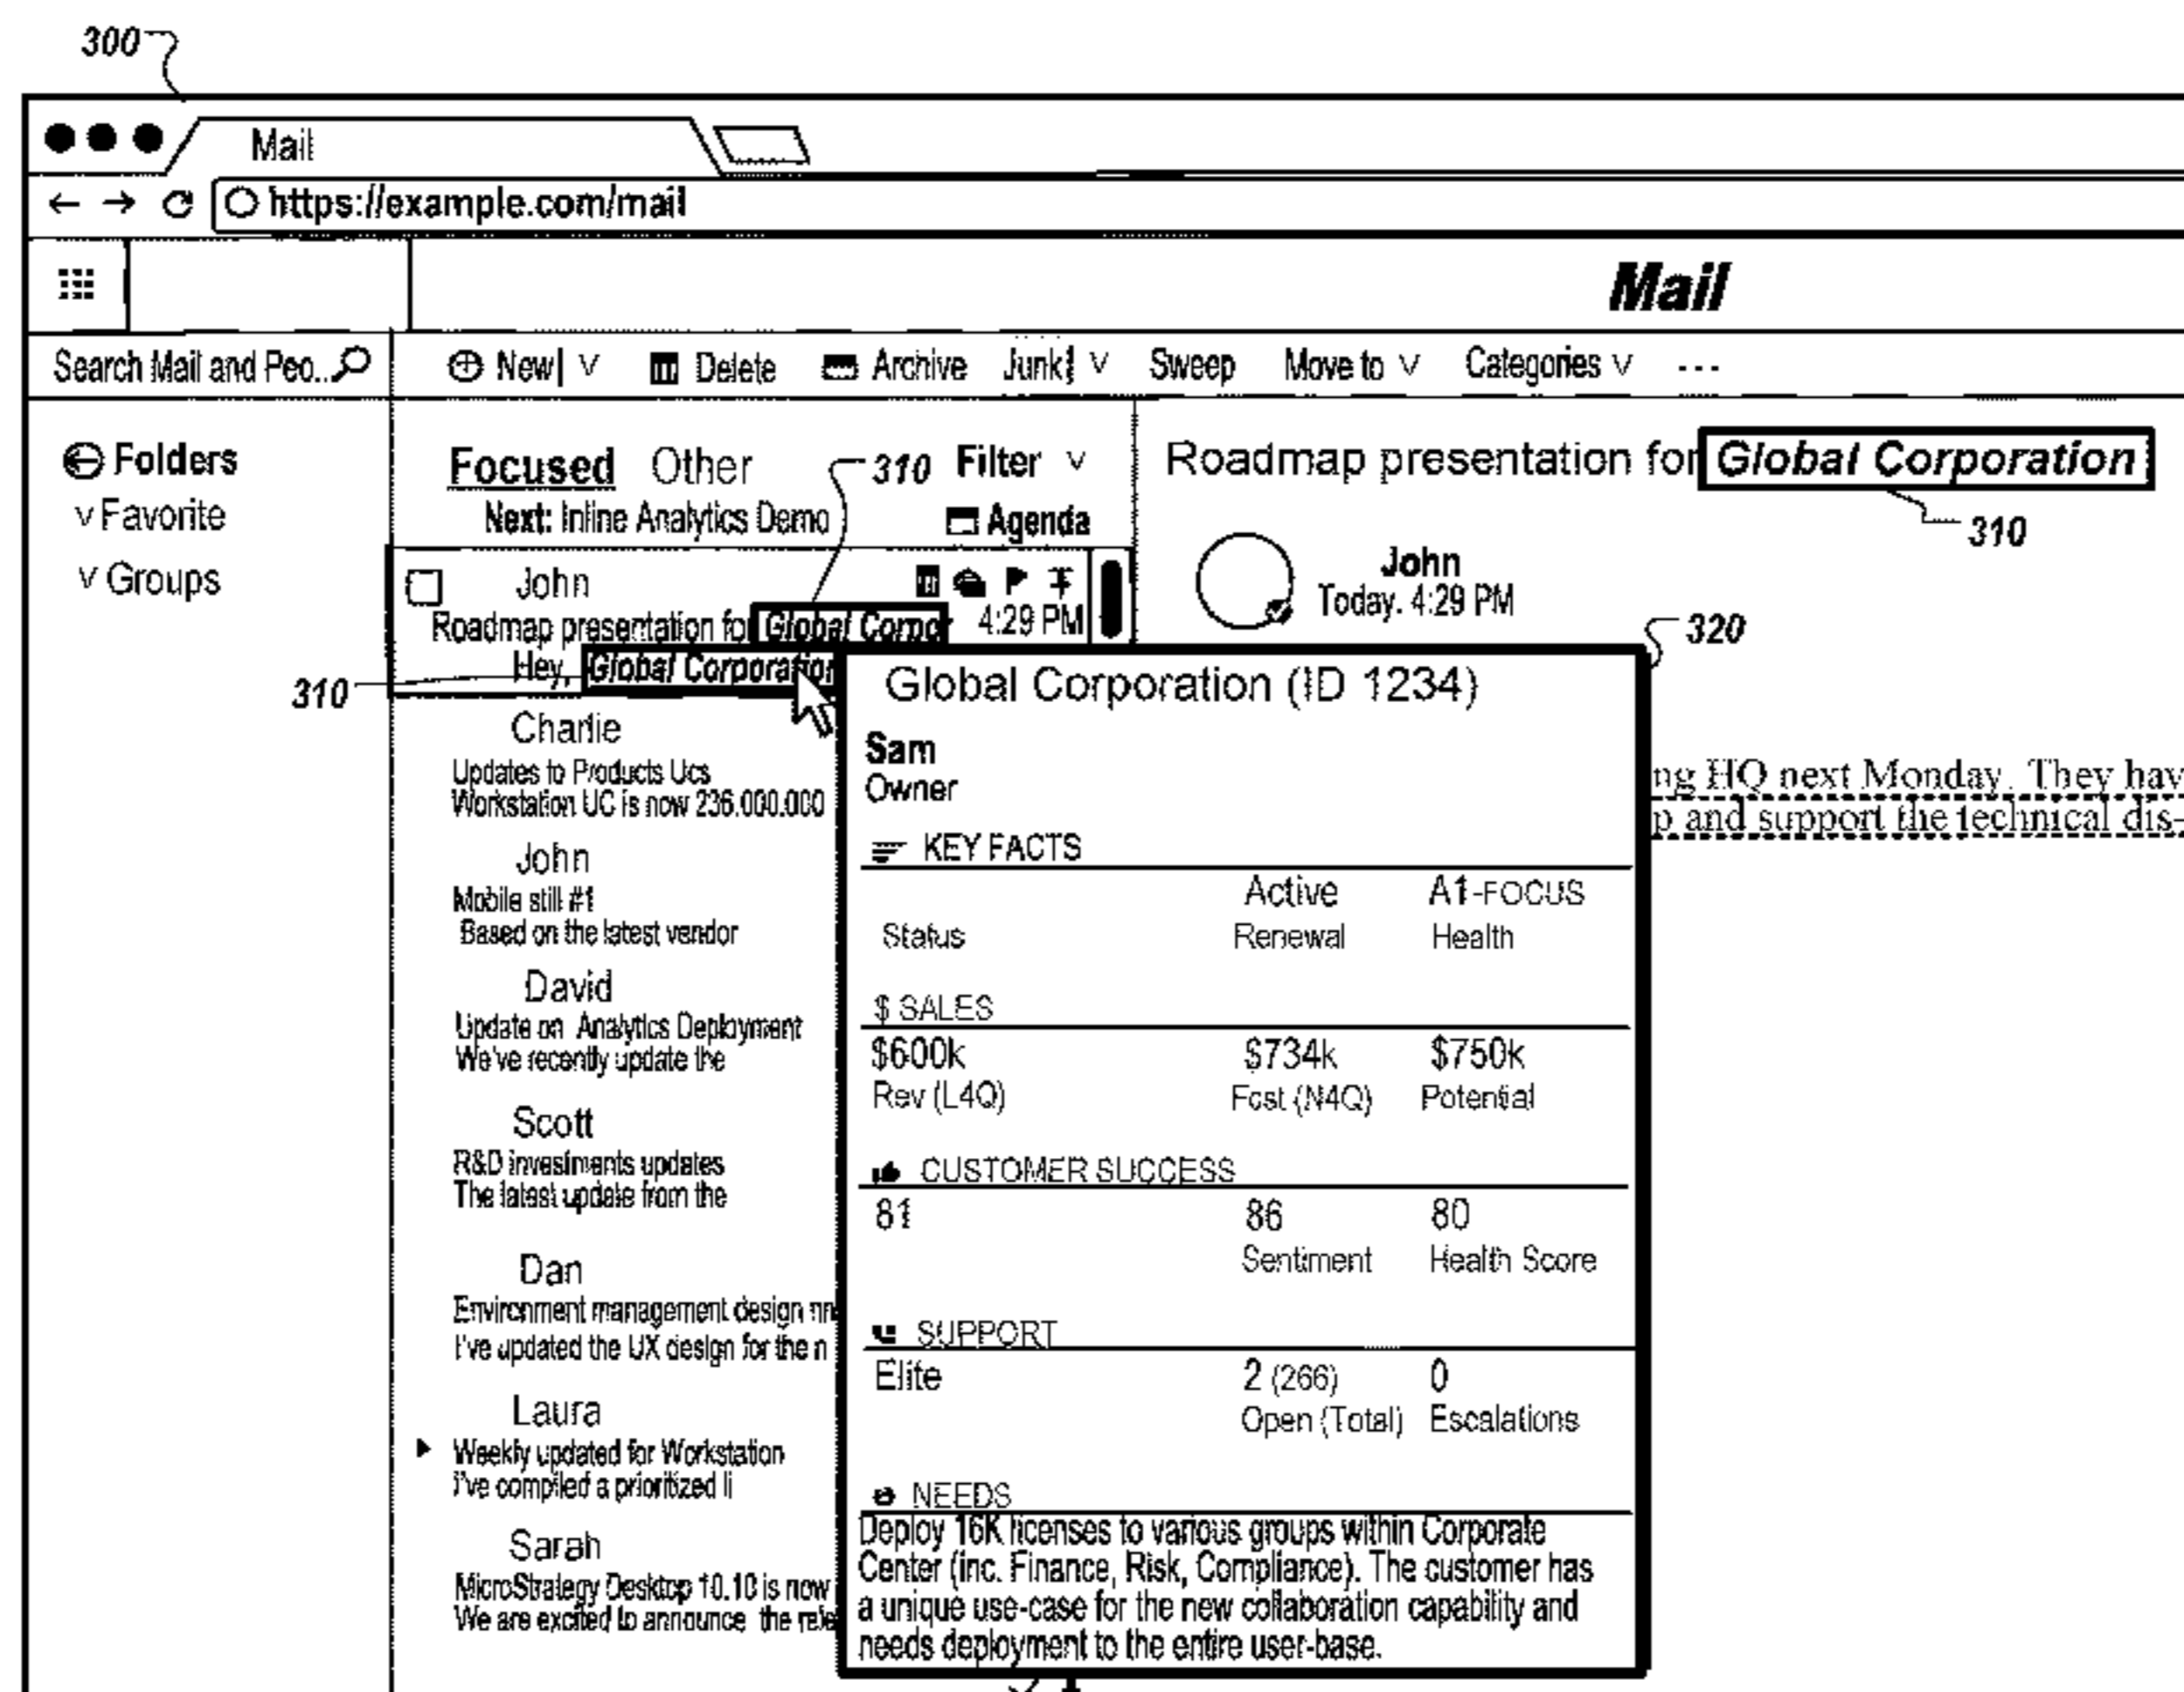 300
Mail
https://example.com/mail
Mail
Search Mail and Peo...
New Delete Archive Junk Sweep Move to Categories ...
Folders
Favorite
Groups
Focused Other 310 Filter
Next: Inline Analytics Demo Agenda
John
Roadmap presentation for Global Corpor 4:29 PM
Hey, Global Corporation
310
Charlie
Updates to Products Ucs
Workstation UC is now 236.000.000
John
Mobile still #1
Based on the latest vendor
David
Update on Analytics Deployment
We've recently update the
Scott
R&D investments updates
The latest update from the
Dan
Environment management design
I've updated the UX design for the n
Laura
Weekly updated for Workstation
I've compiled a prioritized li
Sarah
MicroStrategy Desktop 10.10 is now
We are excited to announce the rele
Roadmap presentation for Global Corporation
310
John
Today. 4:29 PM
320
ng HQ next Monday. They hav
p and support the technical dis-
Global Corporation (ID 1234)
Sam
Owner
KEY FACTS
Active A1-FOCUS
Status Renewal Health
$ SALES
$600k $734k $750k
Rev (L4Q) Fcst (N4Q) Potential
CUSTOMER SUCCESS
81 86 80
Sentiment Health Score
SUPPORT
Elite 2 (266) 0
Open (Total) Escalations
NEEDS
Deploy 16K licenses to various groups within Corporate
Center (inc. Finance, Risk, Compliance). The customer has
a unique use-case for the new collaboration capability and
needs deployment to the entire user-base.